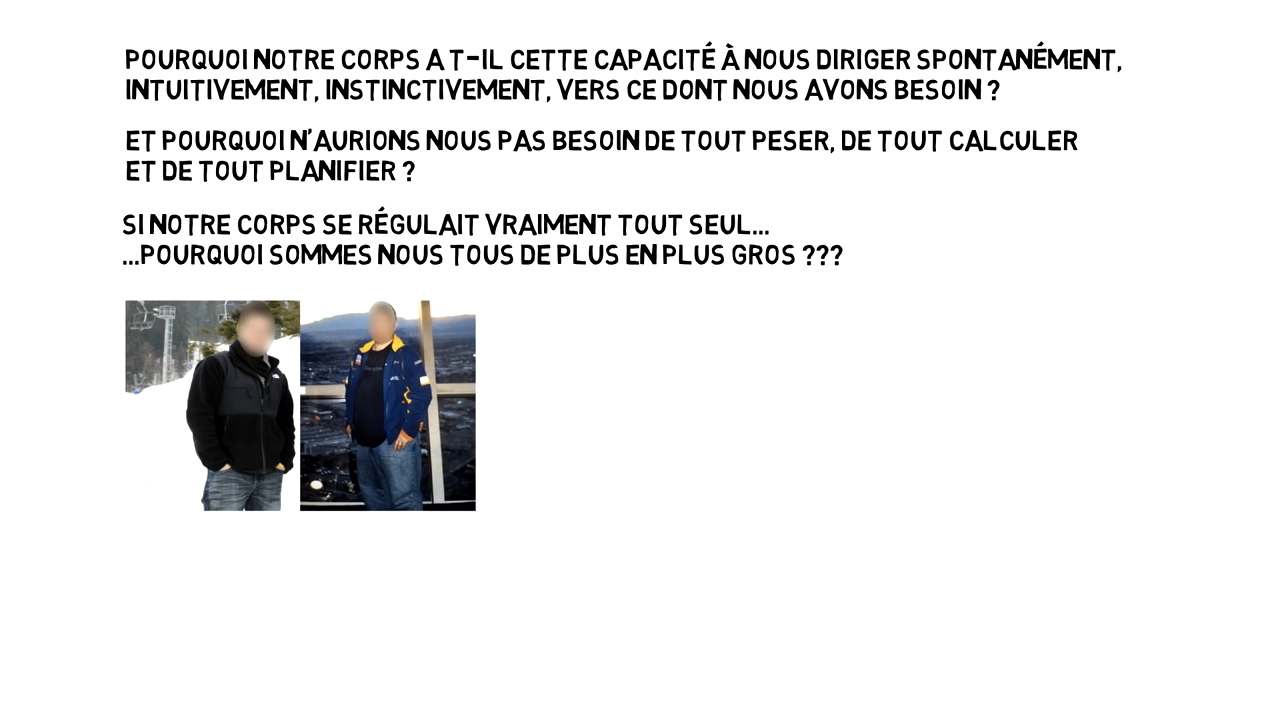 POURQUOI NOTRE CORPS A T-IL CETTE CAPACITÉ À NOUS DIRIGER SPONTANÉMENT,
INTUITIVEMENT, INSTINCTIVEMENT, VERS CE DONT NOUS AVONS BESOIN ?
ET POURQUOI N'AURIONS NOUS PAS BESOIN DE TOUT PESER, DE TOUT CALCULER
ET DE TOUT PLANIFIER ?
SI NOTRE CORPS SE RÉGULAIT VRAIMENT TOUT SEUL...
...POURQUOI SOMMES NOUS TOUS DE PLUS EN PLUS GROS ???